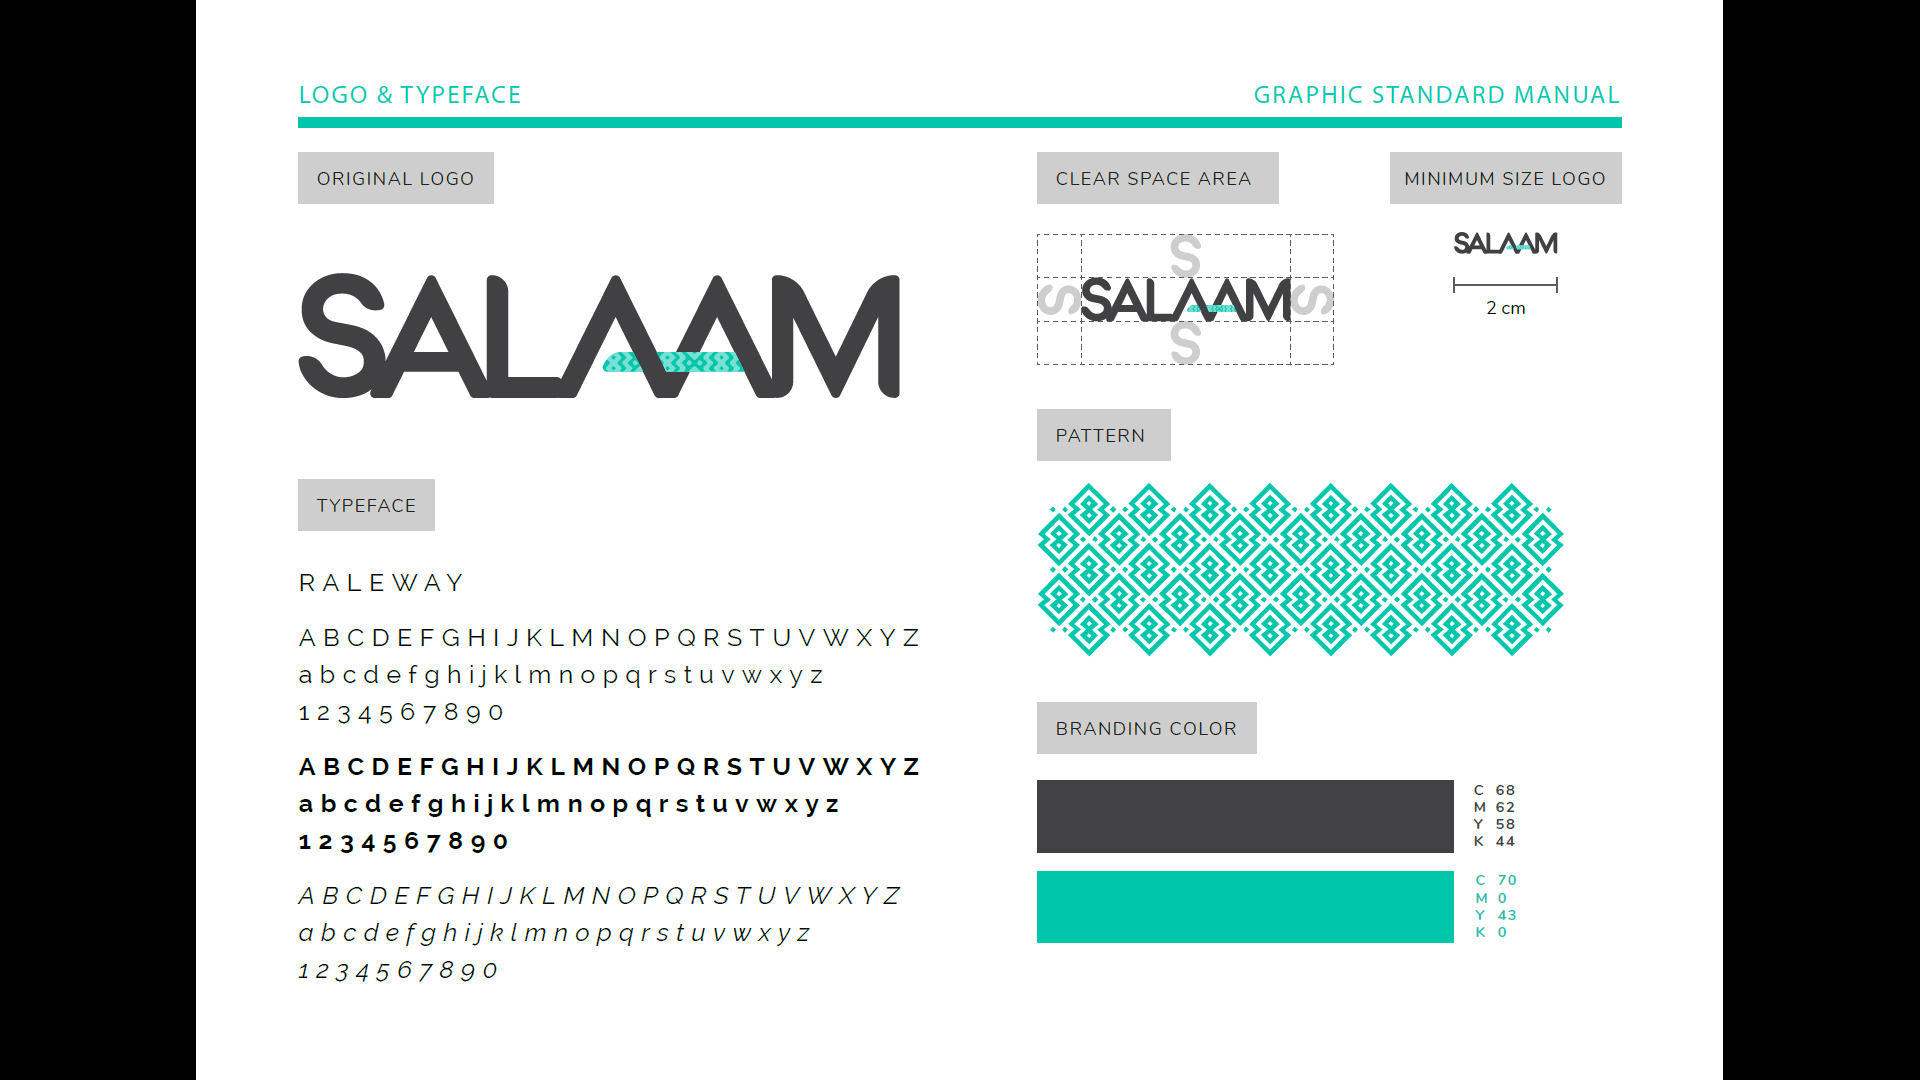 LOGO & TYPEFACE
GRAPHIC STANDARD MANUAL
ORIGINAL LOGO
SALAAM
TYPEFACE
RALEWAY
A B C D E F G H I J K L M N O P Q R S T U V W X Y Z
a b c d e f g h i j k l m n o p q r s t u v w x y z
1 2 3 4 5 6 7 8 9 0
A B C D E F G H I J K L M N O P Q R S T U V W X Y Z
a b c d e f g h i j k l m n o p q r s t u v w x y z
1 2 3 4 5 6 7 8 9 0
A B C D E F G H I J K L M N O P Q R S T U V W X Y Z
a b c d e f g h i j k l m n o p q r s t u v w x y z
1 2 3 4 5 6 7 8 9 0
CLEAR SPACE AREA
S
S SALAAM S
S
MINIMUM SIZE LOGO
SALAAM
2 cm
PATTERN
BRANDING COLOR
C 68
M 62
Y 58
K 44
C 70
M 0
Y 43
K 0